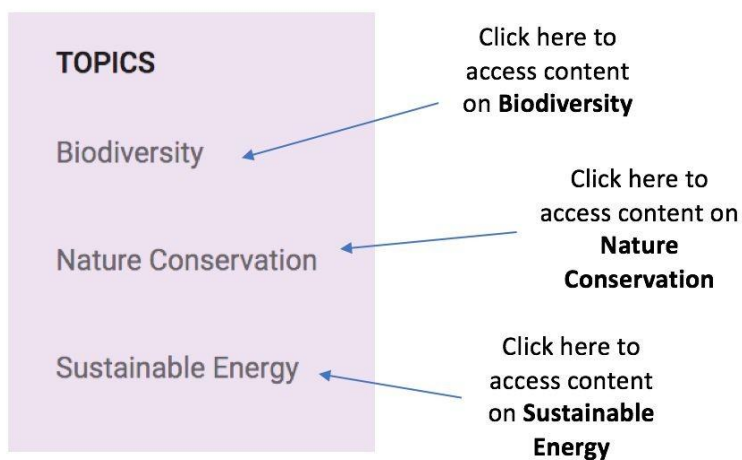 TOPICS
Biodiversity
Nature Conservation
Sustainable Energy
Click here to
access content
on Biodiversity
Click here to
access content on
Nature
Conservation
Click here to
access content
on Sustainable
Energy